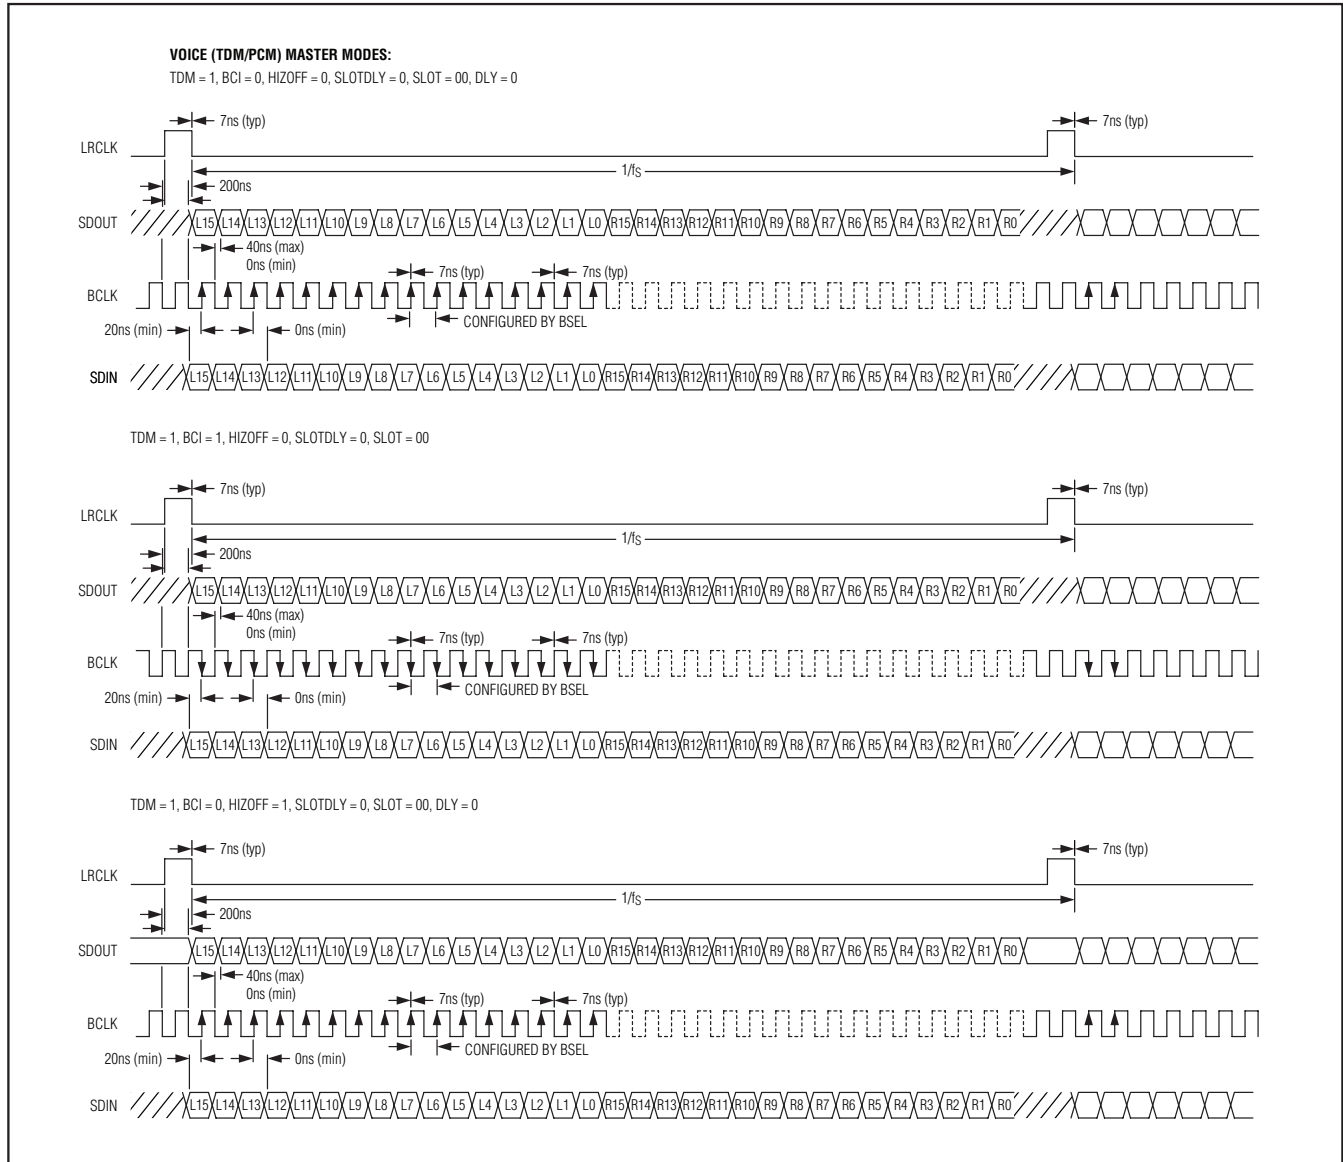 VOICE (TDM/PCM) MASTER MODES:
TDM = 1, BCI = 0, HIZOFF = 0, SLOTDLY = 0, SLOT = 00, DLY = 0
7ns (typ) 7ns (typ)
LRCLK
1/fS
200ns
SDOUT L15 L14 L13 L12 L11 L10 L9 L8 L7 L6 L5 L4 L3 L2 L1 L0 R15 R14 R13 R12 R11 R10 R9 R8 R7 R6 R5 R4 R3 R2 R1 R0
40ns (max)
0ns (min) 7ns (typ) 7ns (typ)
BCLK
CONFIGURED BY BSEL
20ns (min) 0ns (min)
SDIN L15 L14 L13 L12 L11 L10 L9 L8 L7 L6 L5 L4 L3 L2 L1 L0 R15 R14 R13 R12 R11 R10 R9 R8 R7 R6 R5 R4 R3 R2 R1 R0
TDM = 1, BCI = 1, HIZOFF = 0, SLOTDLY = 0, SLOT = 00
7ns (typ) 7ns (typ)
LRCLK
1/fS
200ns
SDOUT L15 L14 L13 L12 L11 L10 L9 L8 L7 L6 L5 L4 L3 L2 L1 L0 R15 R14 R13 R12 R11 R10 R9 R8 R7 R6 R5 R4 R3 R2 R1 R0
40ns (max)
0ns (min) 7ns (typ) 7ns (typ)
BCLK
CONFIGURED BY BSEL
20ns (min) 0ns (min)
SDIN L15 L14 L13 L12 L11 L10 L9 L8 L7 L6 L5 L4 L3 L2 L1 L0 R15 R14 R13 R12 R11 R10 R9 R8 R7 R6 R5 R4 R3 R2 R1 R0
TDM = 1, BCI = 0, HIZOFF = 1, SLOTDLY = 0, SLOT = 00, DLY = 0
7ns (typ) 7ns (typ)
LRCLK
1/fS
200ns
SDOUT L15 L14 L13 L12 L11 L10 L9 L8 L7 L6 L5 L4 L3 L2 L1 L0 R15 R14 R13 R12 R11 R10 R9 R8 R7 R6 R5 R4 R3 R2 R1 R0
40ns (max)
0ns (min) 7ns (typ) 7ns (typ)
BCLK
CONFIGURED BY BSEL
20ns (min) 0ns (min)
SDIN L15 L14 L13 L12 L11 L10 L9 L8 L7 L6 L5 L4 L3 L2 L1 L0 R15 R14 R13 R12 R11 R10 R9 R8 R7 R6 R5 R4 R3 R2 R1 R0